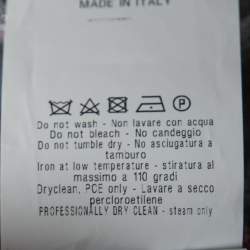 MADE IN ITALY
P
Do not wash - Non lavare con acqua
Do not bleach - No candeggio
Do not tumble dry - No asciugatura a
tamburo
Iron at low temperature - stiratura al
massimo a 110 gradi
Dryclean, PCE only - Lavare a secco
percloroetilene
PROFESSIONALLY DRY CLEAN - steam only